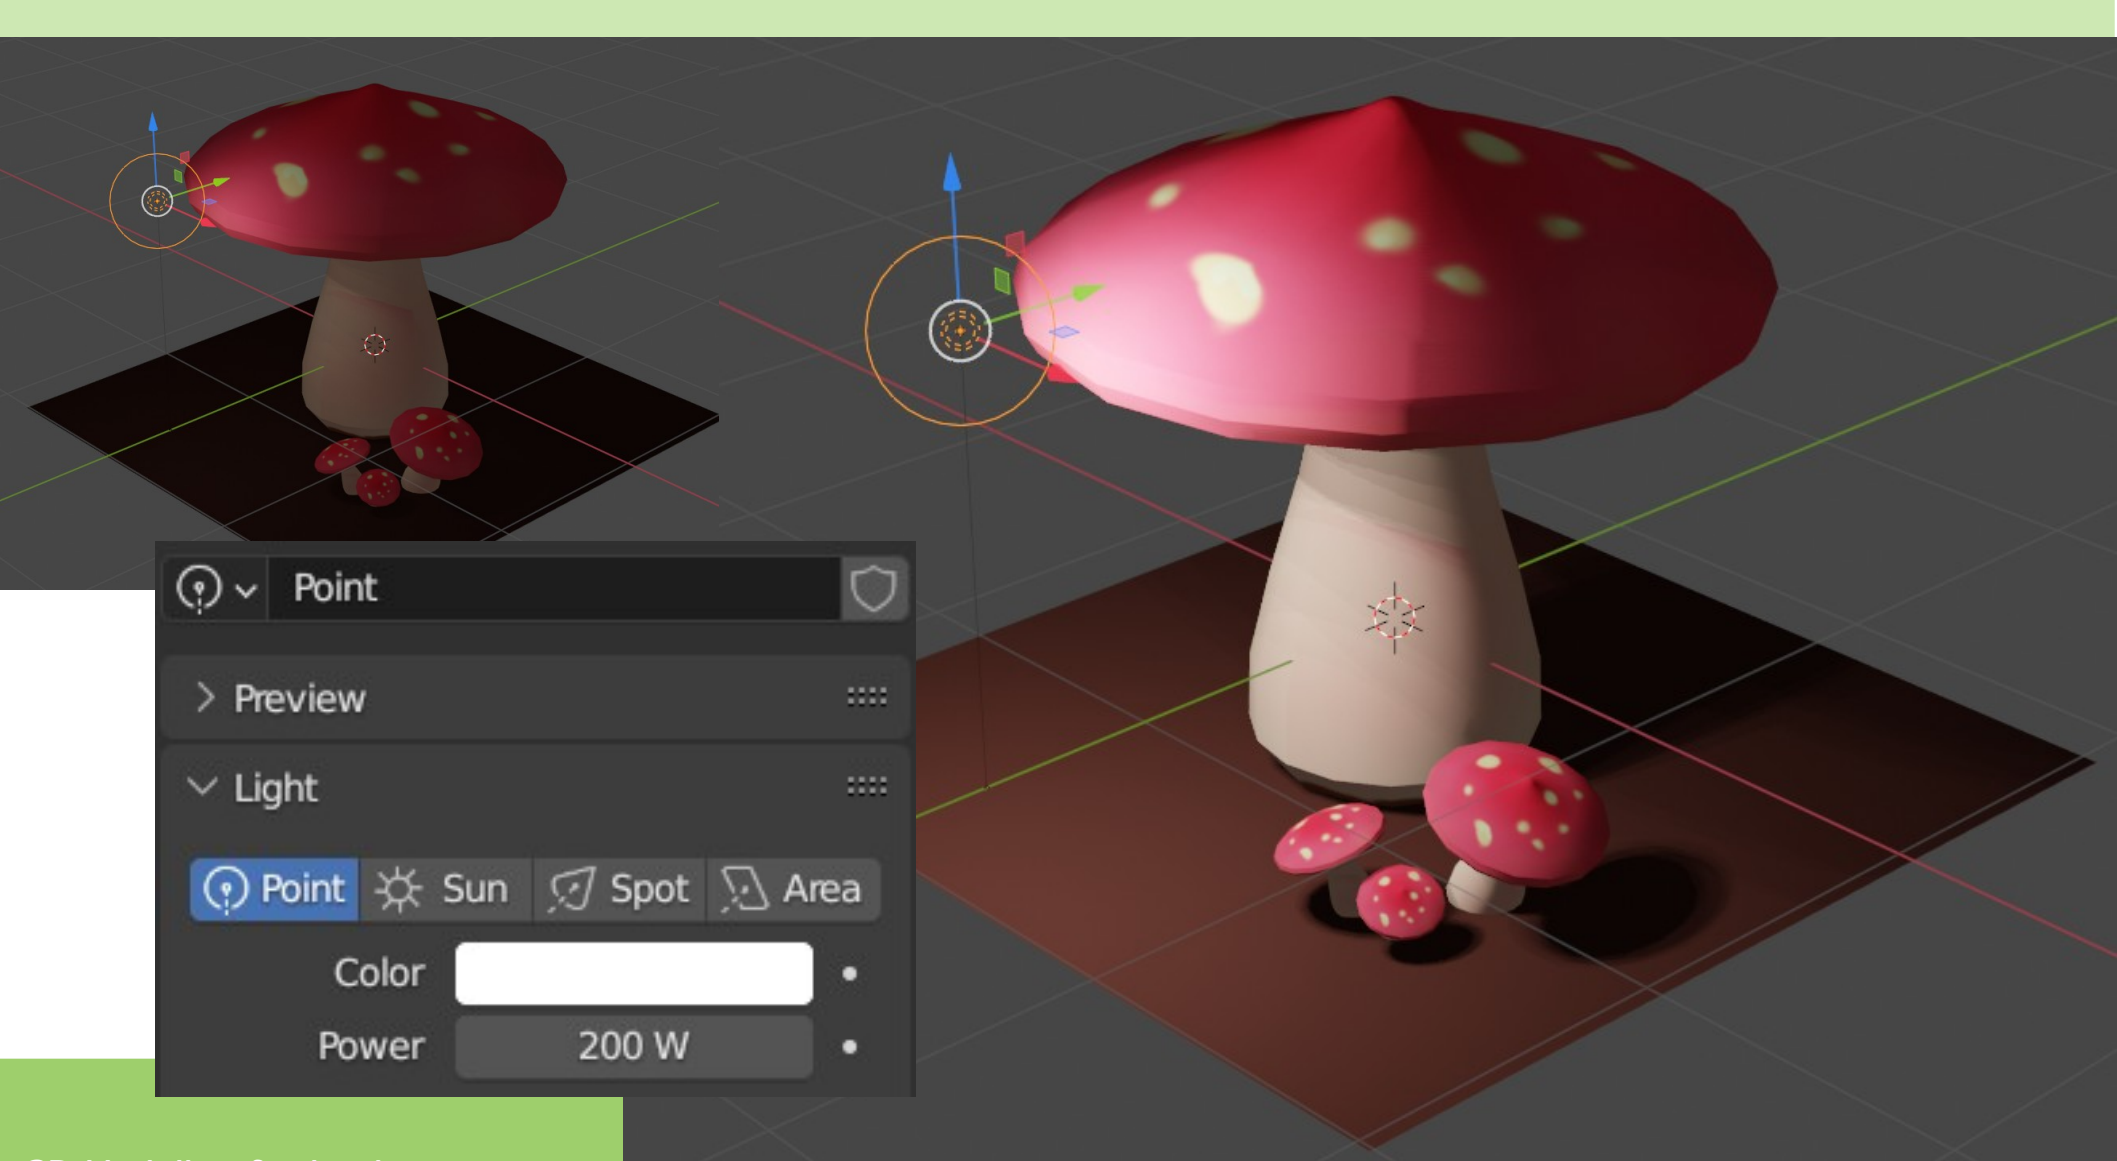 Point
Preview
Light
Point Sun Spot Area
Color
Power 200 W